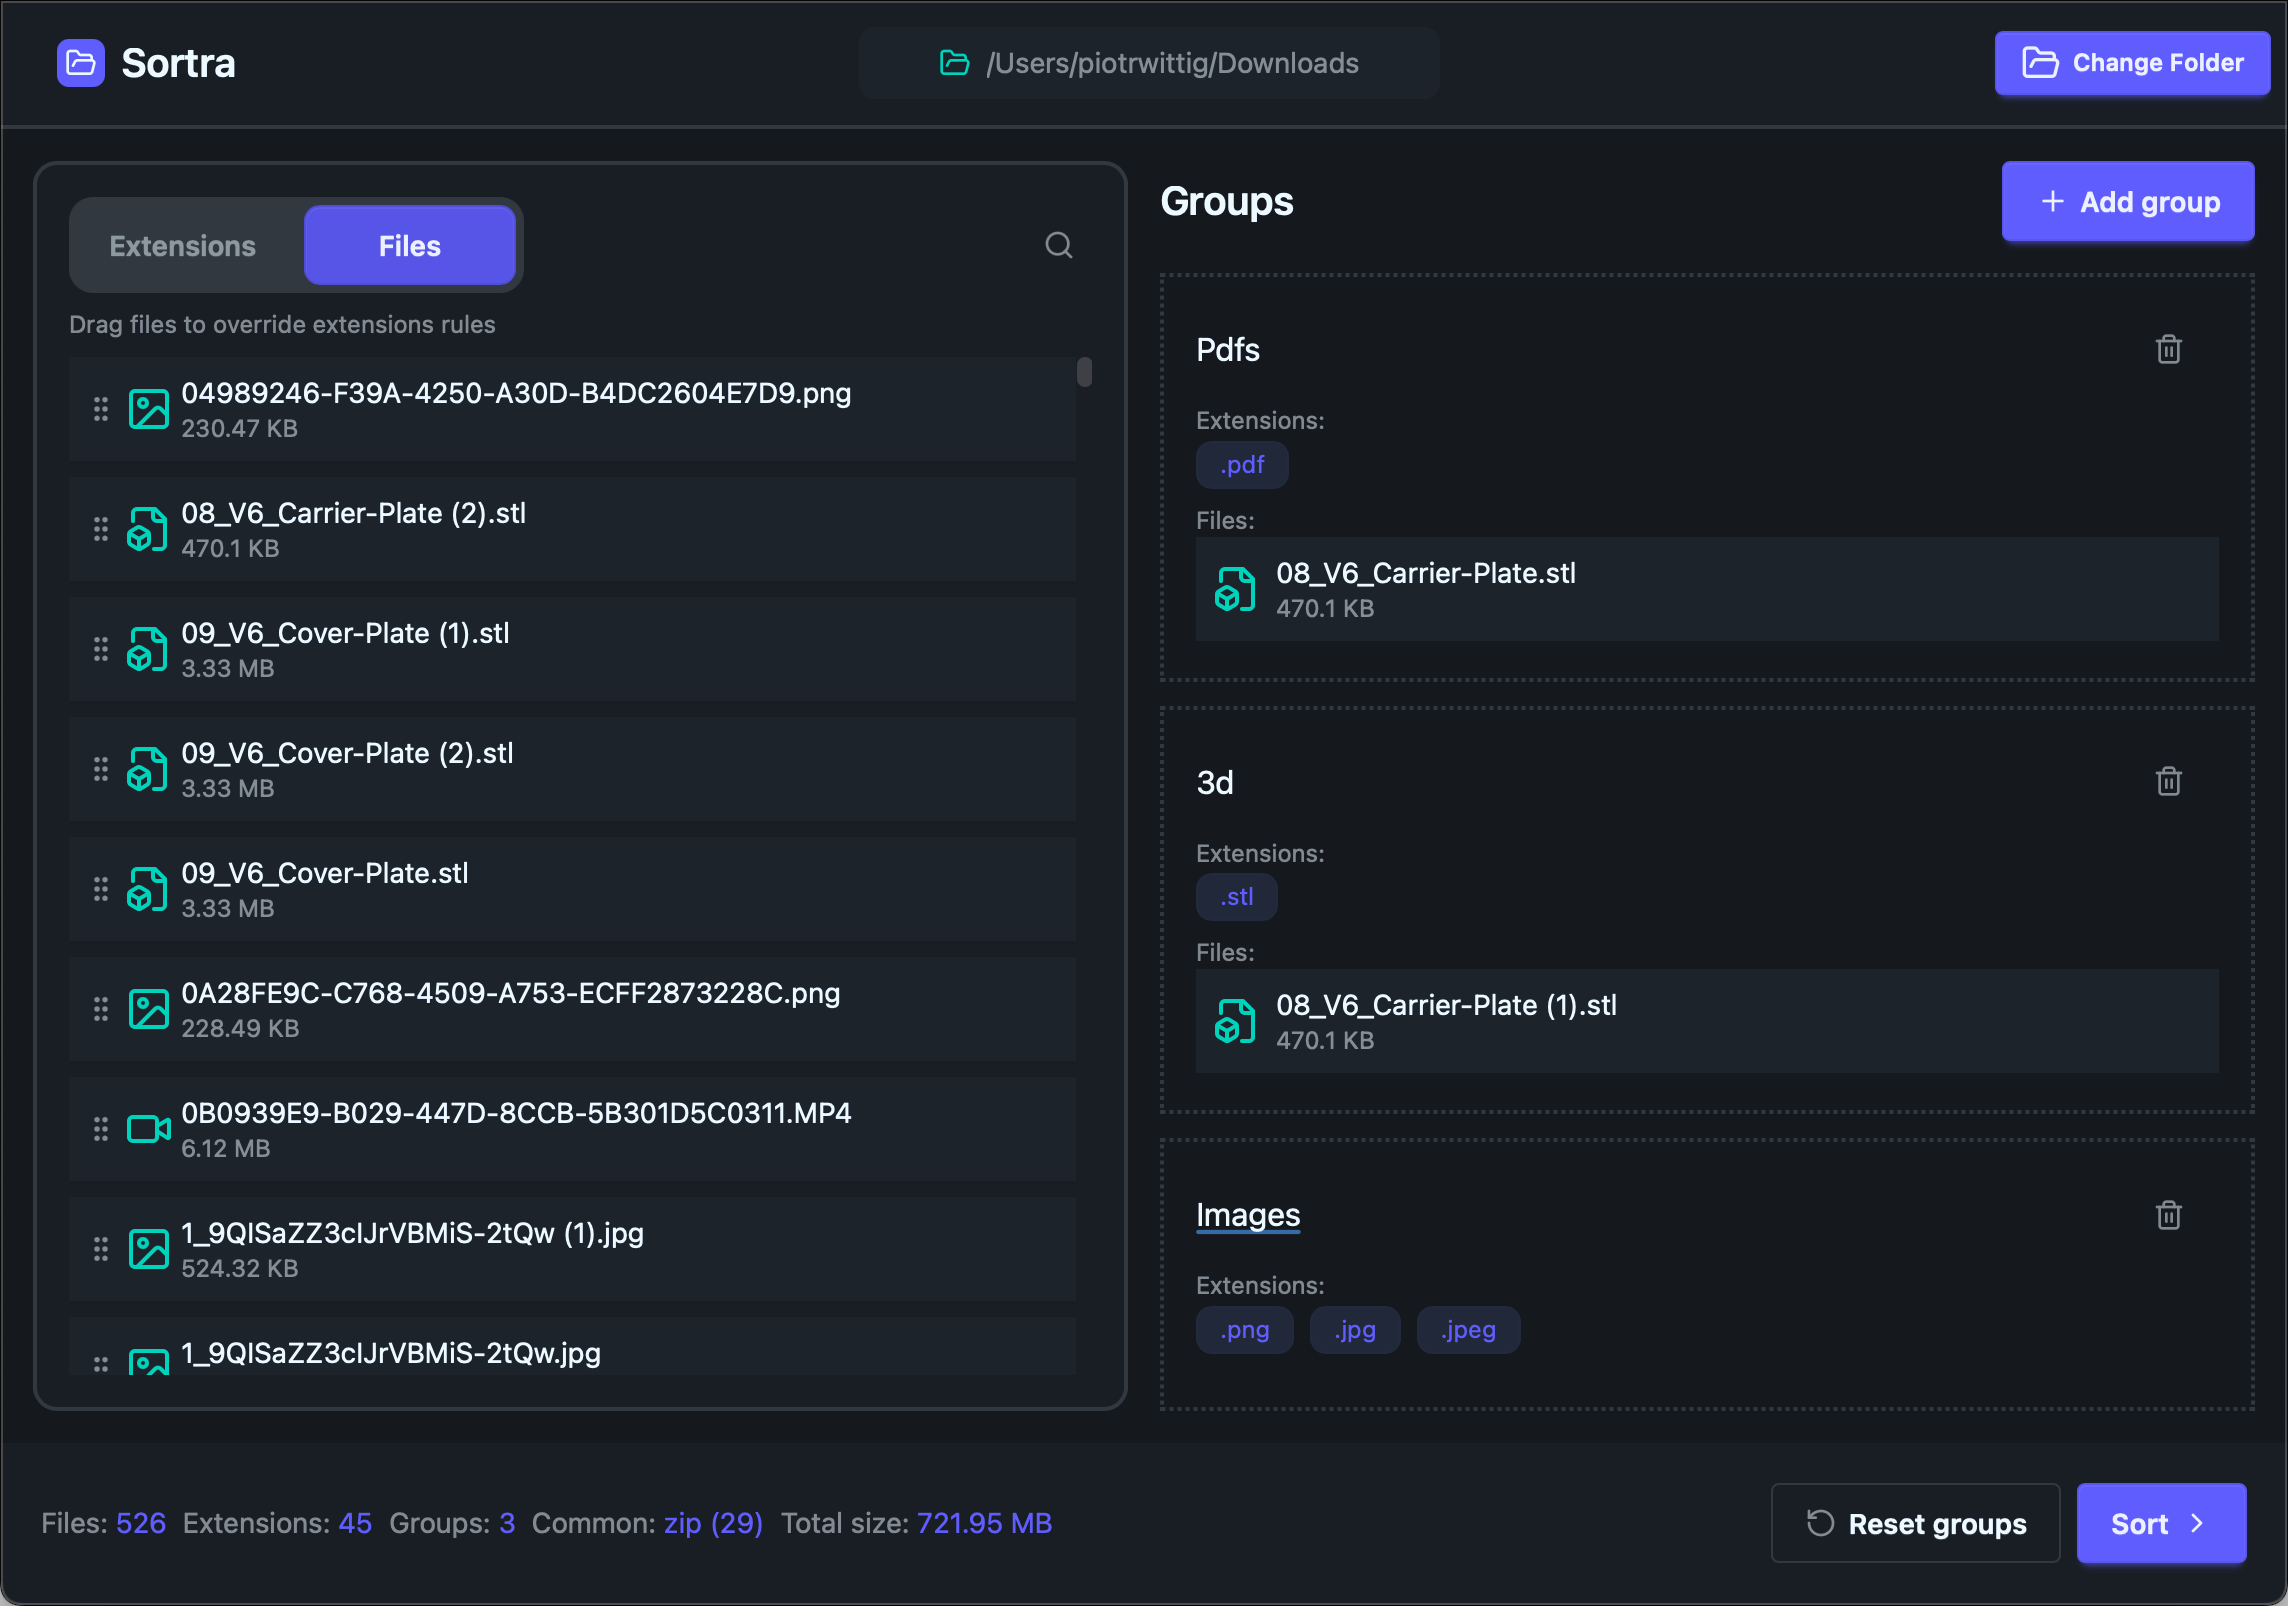 Sortra
/Users/piotrwittig/Downloads
Change Folder
Extensions
Files
Drag files to override extensions rules
04989246-F39A-4250-A30D-B4DC2604E7D9.png
230.47 KB
08_V6_Carrier-Plate (2).stl
470.1 KB
09_V6_Cover-Plate (1).stl
3.33 MB
09_V6_Cover-Plate (2).stl
3.33 MB
09_V6_Cover-Plate.stl
3.33 MB
0A28FE9C-C768-4509-A753-ECFF2873228C.png
228.49 KB
0B0939E9-B029-447D-8CCB-5B301D5C0311.MP4
6.12 MB
1_9QISaZZ3cIJrVBMiS-2tQw (1).jpg
524.32 KB
1_9QISaZZ3cIJrVBMiS-2tQw.jpg
Groups
+ Add group
Pdfs
Extensions:
.pdf
Files:
08_V6_Carrier-Plate.stl
470.1 KB
3d
Extensions:
.stl
Files:
08_V6_Carrier-Plate (1).stl
470.1 KB
Images
Extensions:
.png .jpg .jpeg
Files: 526 Extensions: 45 Groups: 3 Common: zip (29) Total size: 721.95 MB
Reset groups
Sort